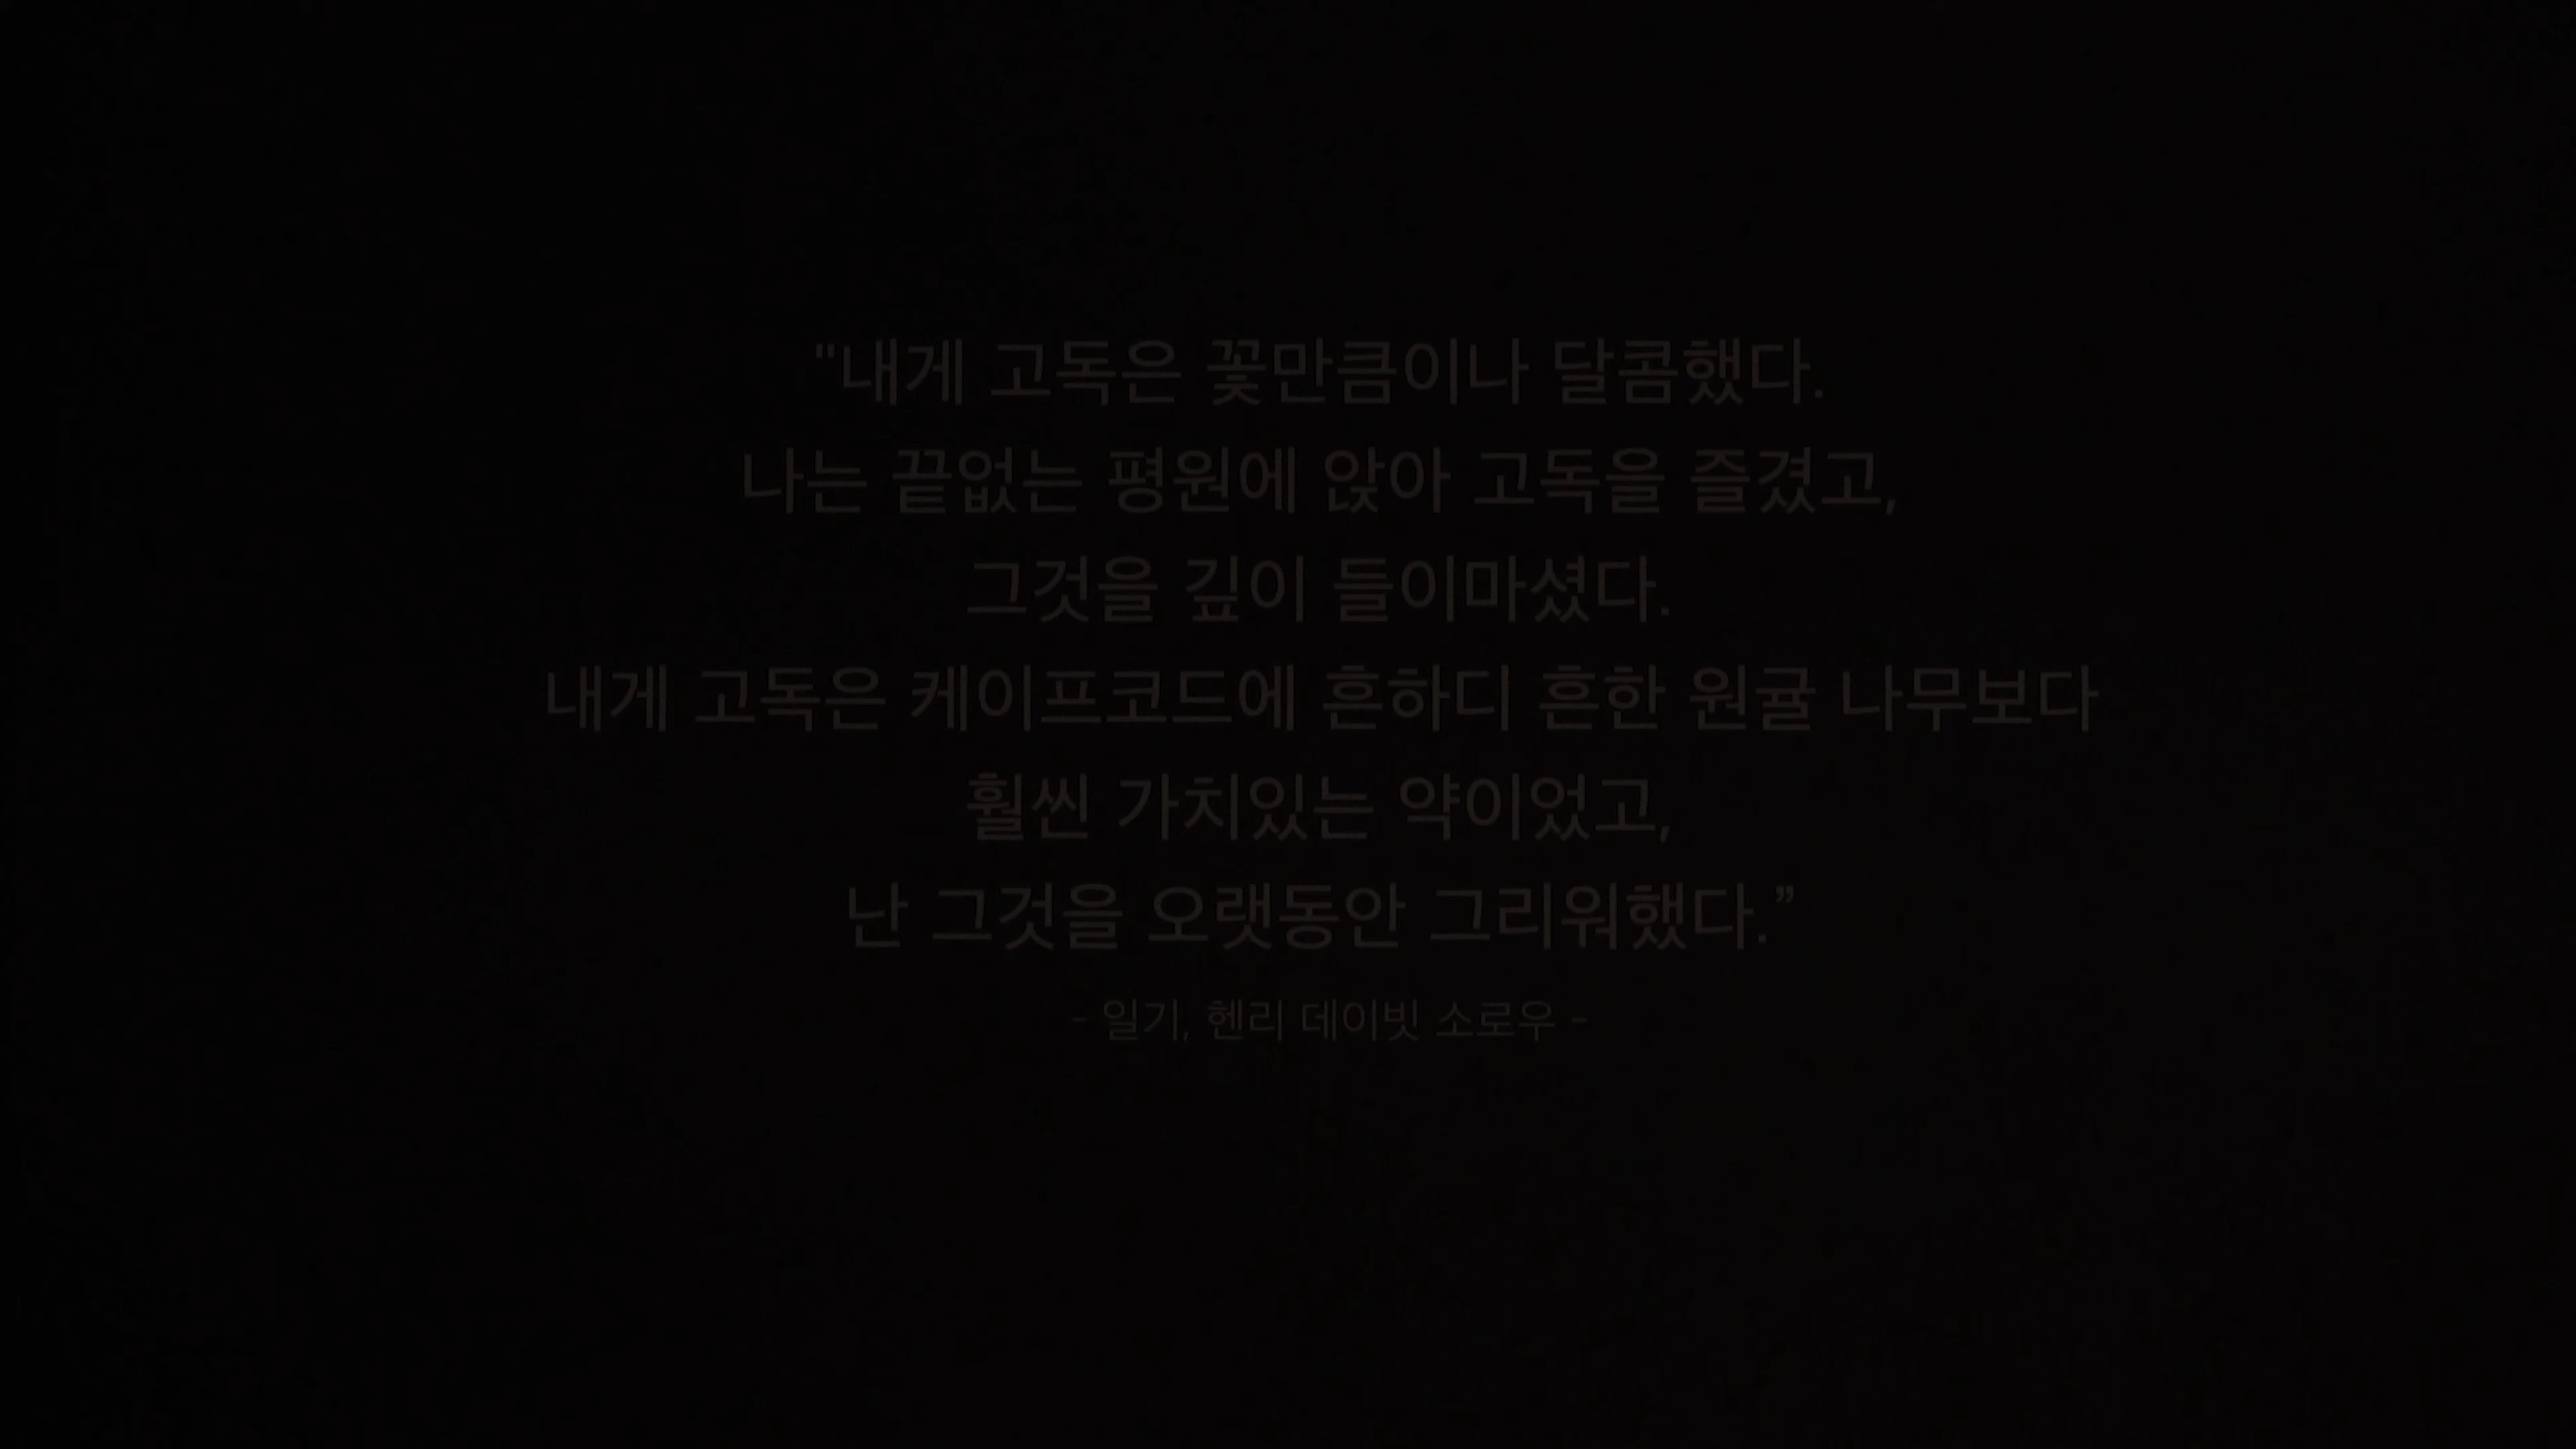 "내게 고독은 꽃만큼이나 달콤했다.
나는 끝없는 평원에 앉아 고독을 즐겼고,
그것을 깊이 들이마셨다.
내게 고독은 케이프코드에 흔하디 흔한 원귤 나무보다
훨씬 가치있는 약이었고,
난 그것을 오랫동안 그리워했다.”
- 일기, 헨리 데이빗 소로우 -